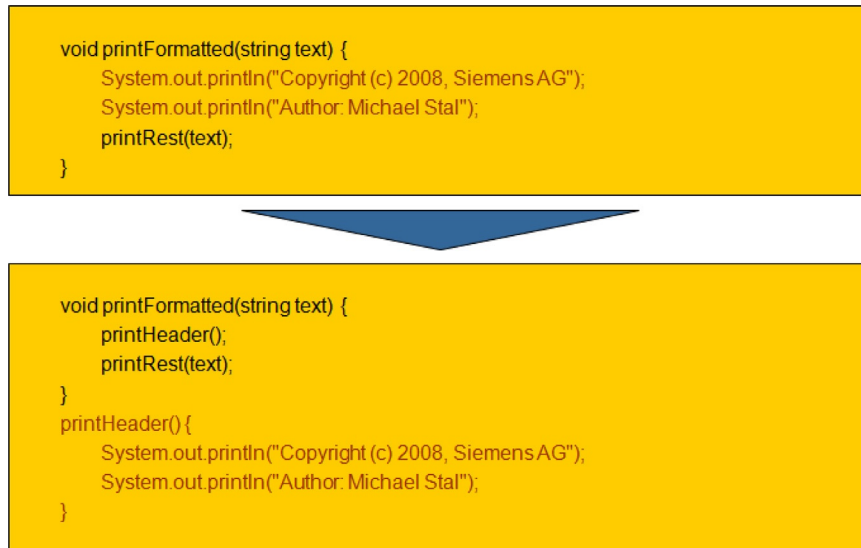 void printFormatted(string text) {
System.out.println("Copyright (c) 2008, Siemens AG");
System.out.println("Author: Michael Stal");
printRest(text);
}
void printFormatted(string text) {
printHeader();
printRest(text);
}
printHeader() {
System.out.println("Copyright (c) 2008, Siemens AG");
System.out.println("Author: Michael Stal");
}